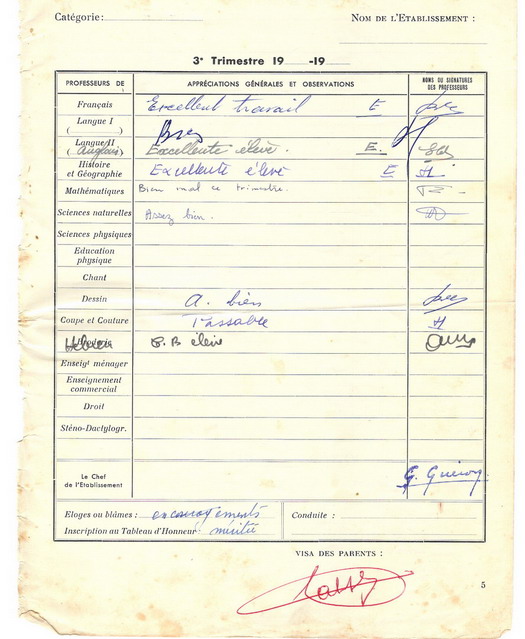 Catégorie:
NOM DE L'ETABLISSEMENT :
3e Trimestre 19 -19
PROFESSEURS DE APPRÉCIATIONS GÉNÉRALES ET OBSERVATIONS NOMS OU SIGNATURES DES PROFESSEURS
Français Excellent travail E
Langue I
( )
Langue II
(Anglais) Excellente élève. E.
Histoire
et Géographie Excellente élève E H
Mathématiques Bien mal ce trimestre.
Sciences naturelles Assez bien.
Sciences physiques
Education
physique
Chant
Dessin A. bien
Coupe et Couture Passable H
Hébreu T. B élève
Enseigt ménager
Enseignement
commercial
Droit
Sténo-Dactylogr.
Le Chef
de l'Etablissement
Eloges ou blâmes : encouragements
Conduite :
Inscription au Tableau d'Honneur : méritée
VISA DES PARENTS :
5